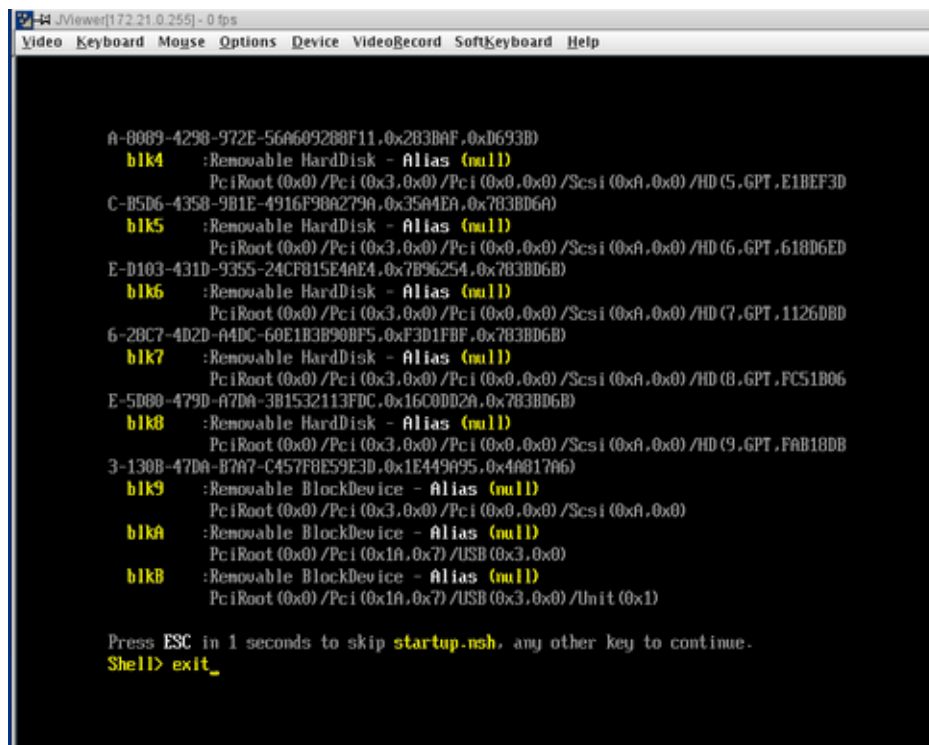 JViewer[172.21.0.255] - 0 fps
Video Keyboard Mouse Options Device VideoRecord SoftKeyboard Help
A-8089-4298-972E-56A609288F11,0x283BAF,0xD693B)
blk4 :Removable HardDisk - Alias (null)
PciRoot(0x0)/Pci(0x3,0x0)/Pci(0x0,0x0)/Scsi(0xA,0x0)/HD(5,GPT,E1BEF3D
C-B5D6-4358-9B1E-4916F98A279A,0x35A4EA,0x783BD6A)
blk5 :Removable HardDisk - Alias (null)
PciRoot(0x0)/Pci(0x3,0x0)/Pci(0x0,0x0)/Scsi(0xA,0x0)/HD(6,GPT,618D6ED
E-D103-431D-9355-24CF815E4AE4,0x7B96254,0x783BD6B)
blk6 :Removable HardDisk - Alias (null)
PciRoot(0x0)/Pci(0x3,0x0)/Pci(0x0,0x0)/Scsi(0xA,0x0)/HD(7,GPT,1126DBD
6-28C7-4D2D-A4DC-60E1B3B90BF5,0xF3D1FBF,0x783BD6B)
blk7 :Removable HardDisk - Alias (null)
PciRoot(0x0)/Pci(0x3,0x0)/Pci(0x0,0x0)/Scsi(0xA,0x0)/HD(8,GPT,FC51B06
E-5D80-479D-A7DA-3B1532113FDC,0x16C0DD2A,0x783BD6B)
blk8 :Removable HardDisk - Alias (null)
PciRoot(0x0)/Pci(0x3,0x0)/Pci(0x0,0x0)/Scsi(0xA,0x0)/HD(9,GPT,FAB18DB
3-130B-47DA-B7A7-C457F8E59E3D,0x1E449A95,0x4A817A6)
blk9 :Removable BlockDevice - Alias (null)
PciRoot(0x0)/Pci(0x3,0x0)/Pci(0x0,0x0)/Scsi(0xA,0x0)
blkA :Removable BlockDevice - Alias (null)
PciRoot(0x0)/Pci(0x1A,0x7)/USB(0x3,0x0)
blkB :Removable BlockDevice - Alias (null)
PciRoot(0x0)/Pci(0x1A,0x7)/USB(0x3,0x0)/Unit(0x1)
Press ESC in 1 seconds to skip startup.nsh, any other key to continue.
Shell> exit_